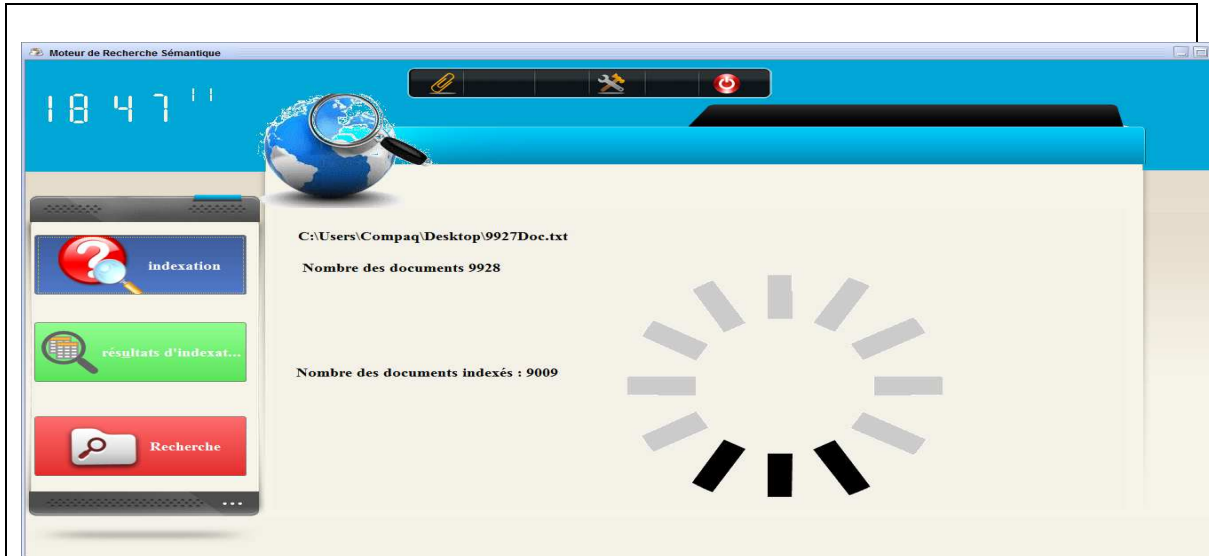 Moteur de Recherche Sémantique
18 47 11
C:\Users\Compaq\Desktop\9927Doc.txt
indexation
Nombre des documents 9928
résultats d'indexat...
Nombre des documents indexés : 9009
Recherche
...